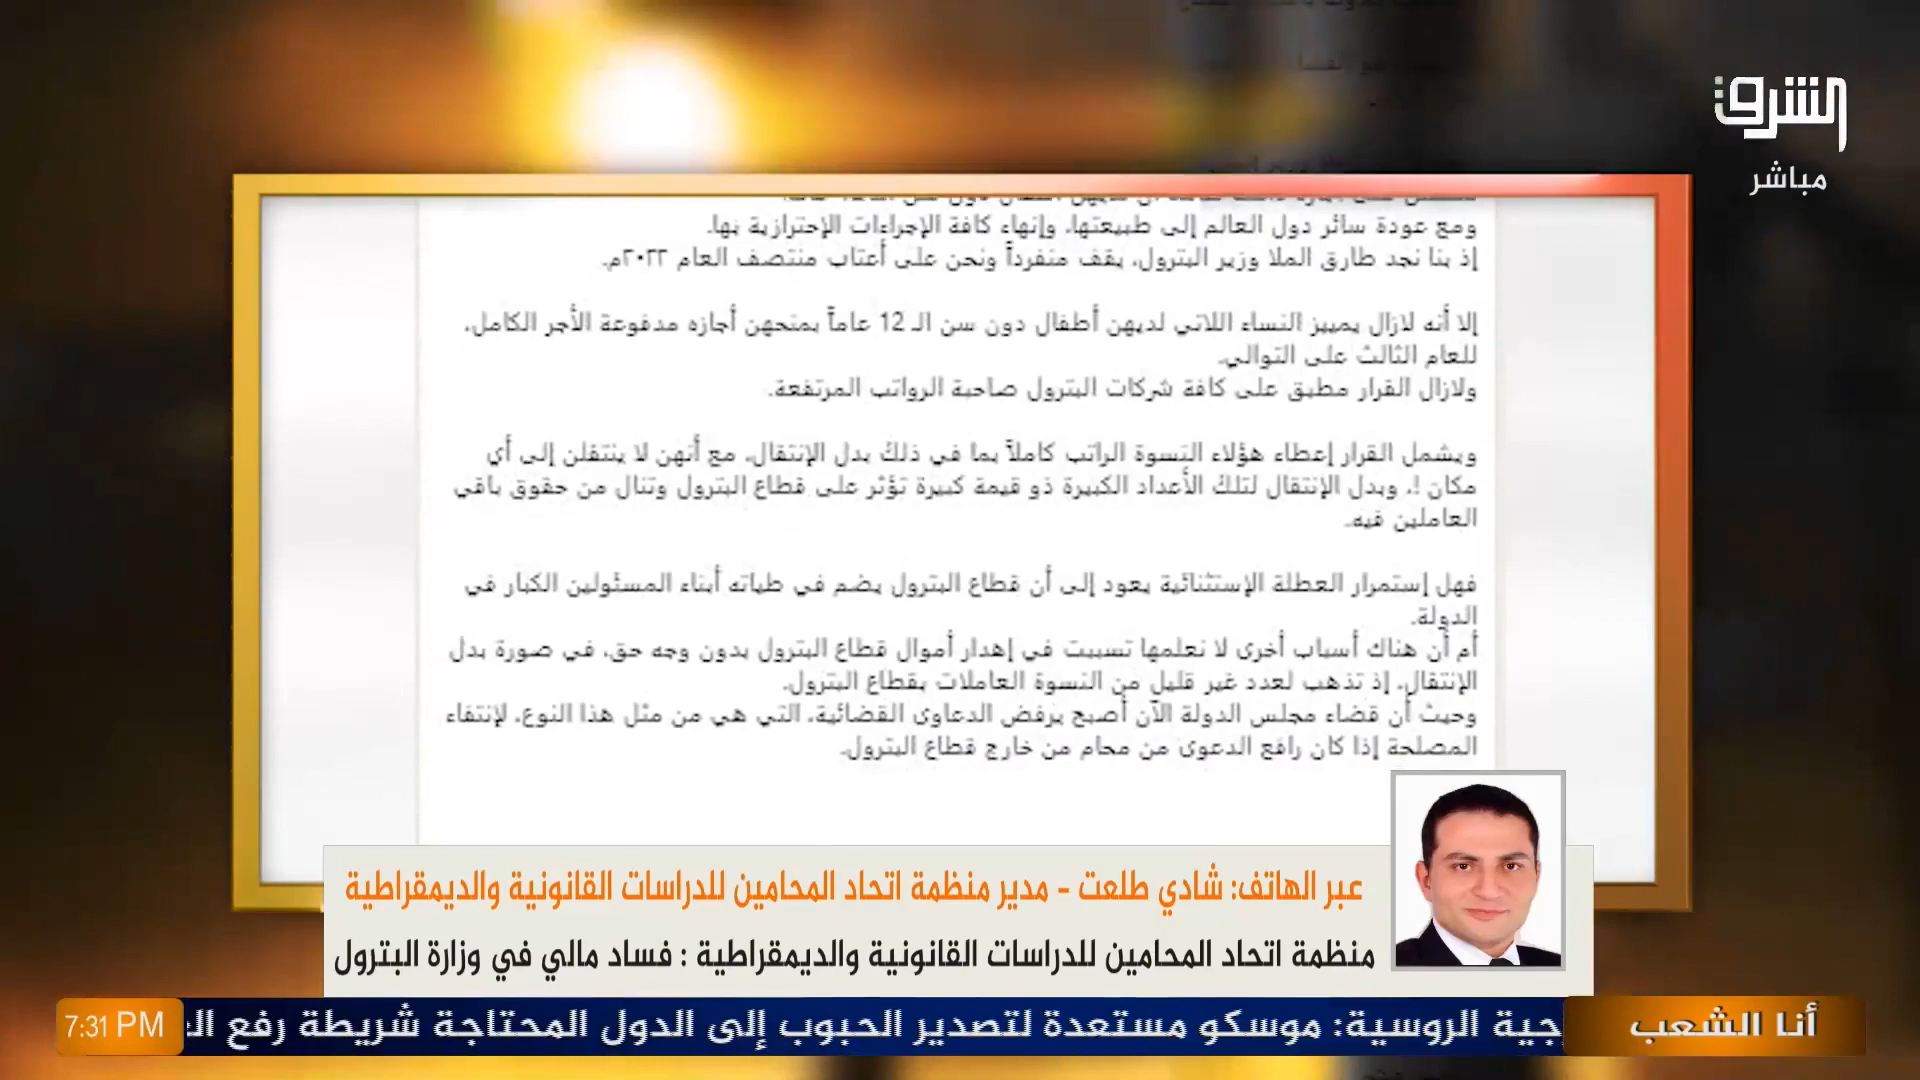 الشرق
مباشر
ومع عودة سائر دول العالم إلى طبيعتها، وإنهاء كافة الإجراءات الإحترازية بها.
إذ بنا نجد طارق الملا وزير البترول، يقف منفرداً ونحن على أعتاب منتصف العام ٢٠٢٢م.
إلا أنه لازال يمييز النساء اللاتي لديهن أطفال دون سن الـ 12 عاماً بمنحهن أجازه مدفوعة الأجر الكامل،
للعام الثالث على التوالي.
ولازال القرار مطبق على كافة شركات البترول صاحبة الرواتب المرتفعة.
ويشمل القرار إعطاء هؤلاء النسوة الراتب كاملاً بما في ذلك بدل الإنتقال، مع أنهن لا ينتقلن إلى أي
مكان !، وبدل الإنتقال لتلك الأعداد الكبيرة ذو قيمة كبيرة تؤثر على قطاع البترول وتنال من حقوق باقي
العاملين فيه.
فهل إستمرار العطلة الإستثنائية يعود إلى أن قطاع البترول يضم في طياته أبناء المسئولين الكبار في
الدولة.
أم أن هناك أسباب أخرى لا نعلمها تسببت في إهدار أموال قطاع البترول بدون وجه حق، في صورة بدل
الإنتقال، إذ تذهب لعدد غير قليل من النسوة العاملات بقطاع البترول.
وحيث أن قضاء مجلس الدولة الآن أصبح يرفض الدعاوى القضائية، التي هي من مثل هذا النوع، لإنتفاء
المصلحة إذا كان رافع الدعوى من محام من خارج قطاع البترول.
عبر الهاتف: شادي طلعت - مدير منظمة اتحاد المحامين للدراسات القانونية والديمقراطية
منظمة اتحاد المحامين للدراسات القانونية والديمقراطية : فساد مالي في وزارة البترول
أنا الشعب
جية الروسية: موسكو مستعدة لتصدير الحبوب إلى الدول المحتاجة شريطة رفع
7:31 PM